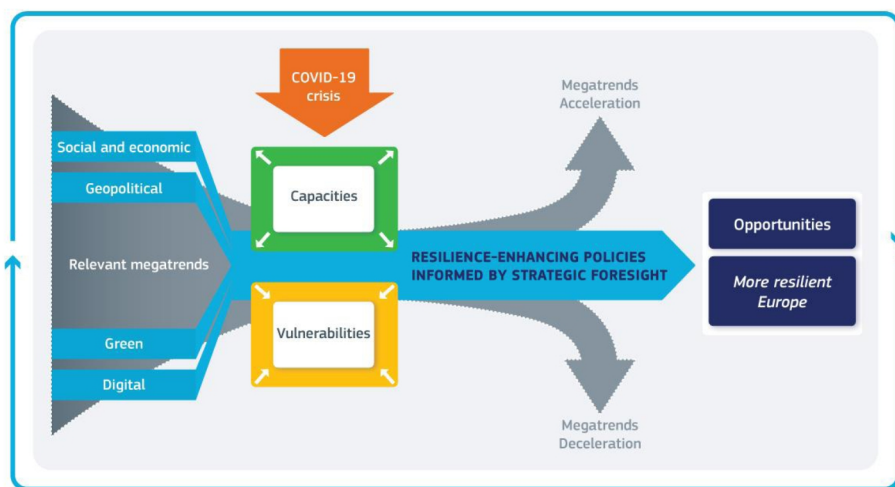 COVID-19
crisis
Megatrends
Acceleration
Social and economic
Geopolitical
Relevant megatrends
Green
Digital
Capacities
Vulnerabilities
RESILIENCE-ENHANCING POLICIES
INFORMED BY STRATEGIC FORESIGHT
Opportunities
More resilient
Europe
Megatrends
Deceleration